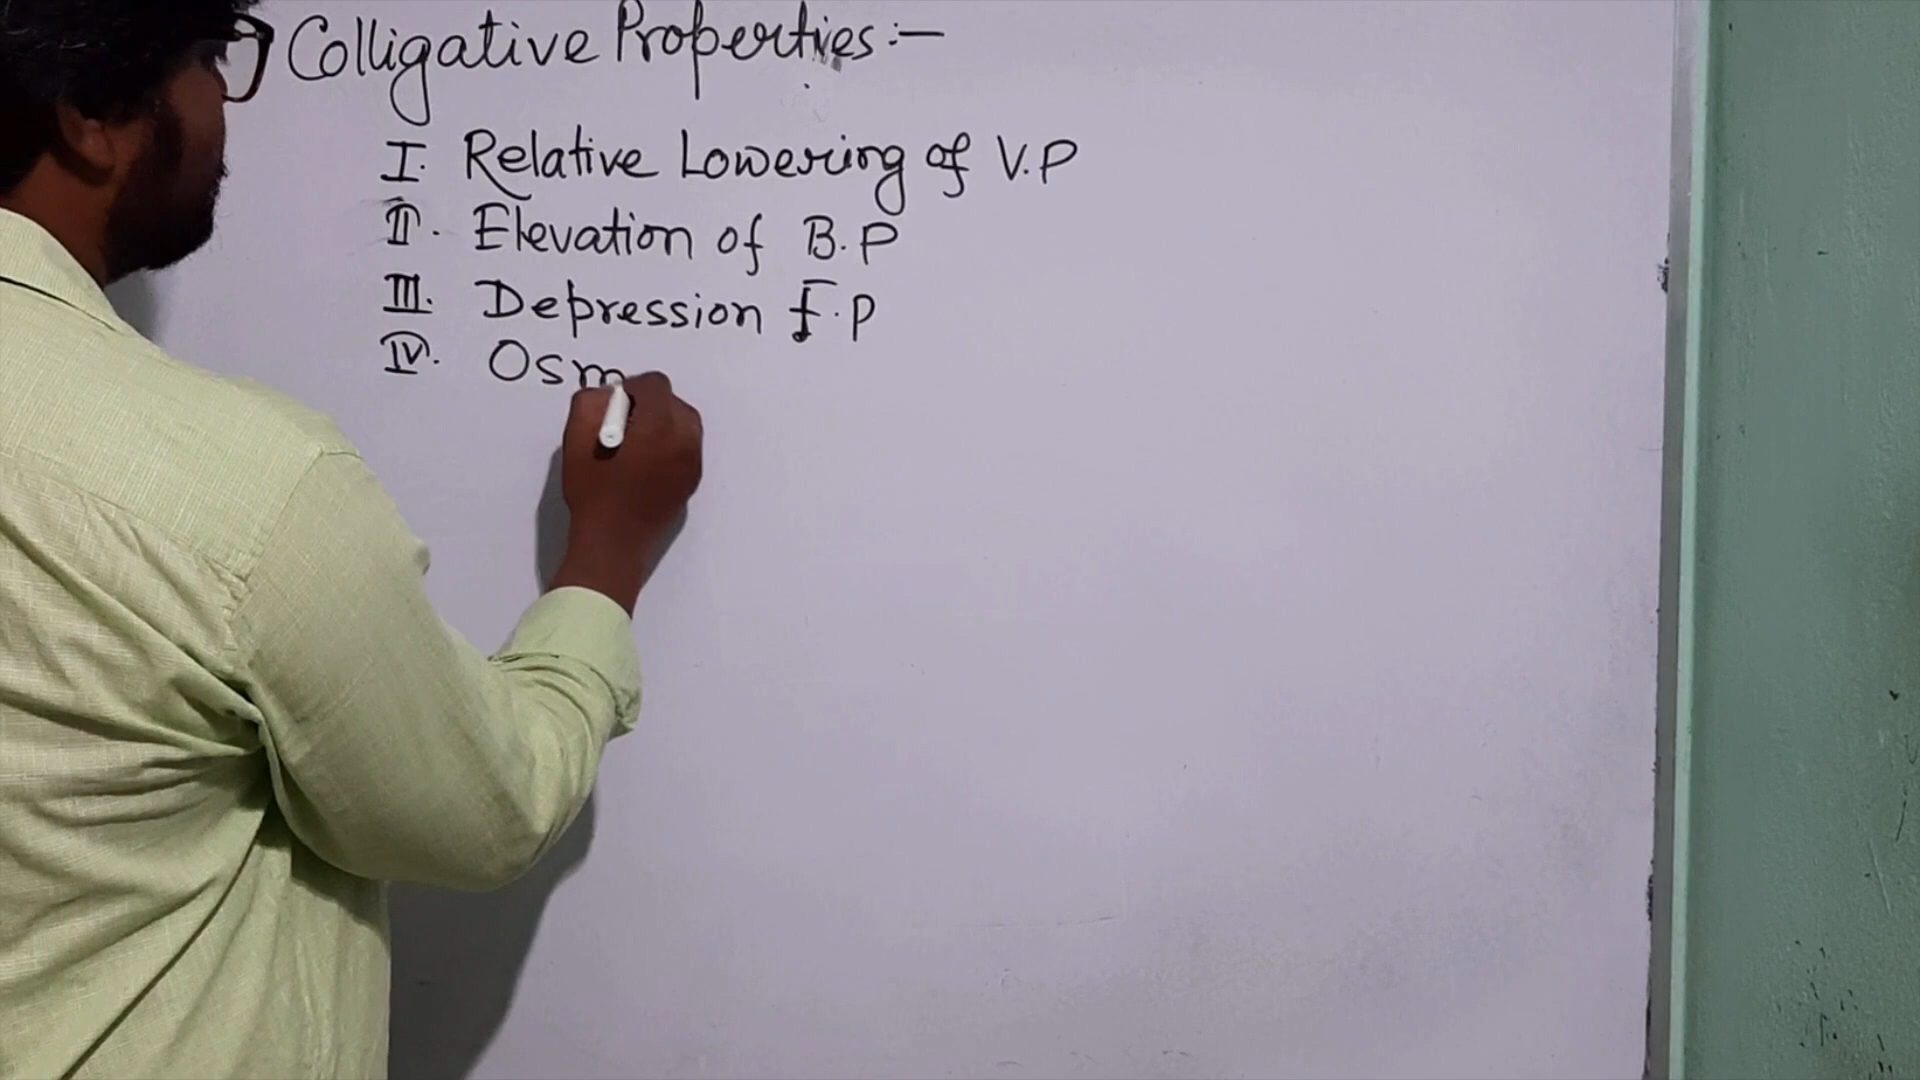 Colligative Properties :-
I. Relative Lowering of V.P
II. Elevation of B.P
III. Depression F.P
IV. Osm